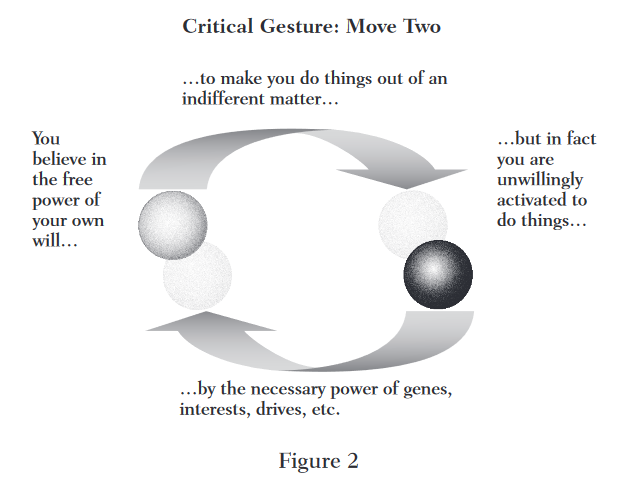 Critical Gesture: Move Two
…to make you do things out of an
indifferent matter…
You
believe in
the free
power of
your own
will…
…but in fact
you are
unwillingly
activated to
do things…
…by the necessary power of genes,
interests, drives, etc.
Figure 2